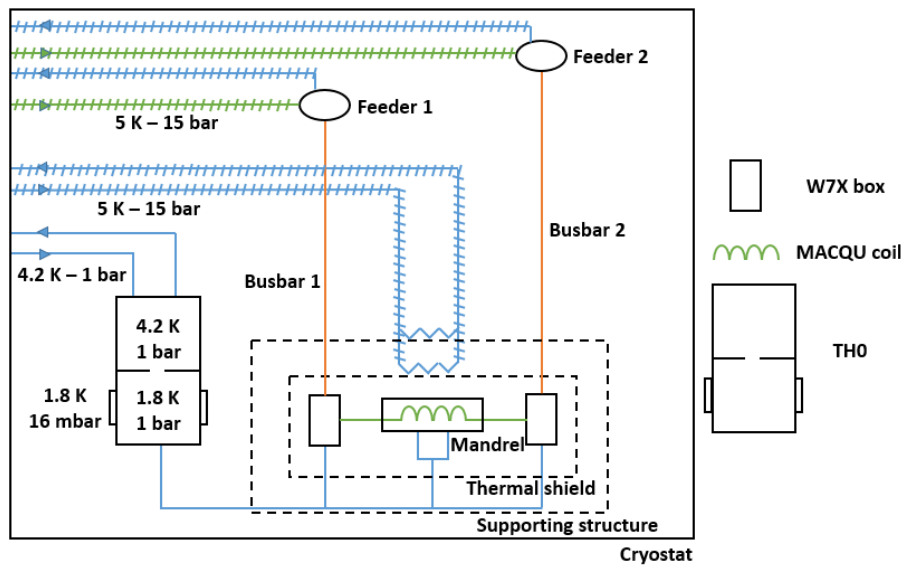 Feeder 2
Feeder 1
5 K – 15 bar
5 K – 15 bar
4.2 K – 1 bar
Busbar 2
Busbar 1
4.2 K
1 bar
1.8 K
16 mbar
1.8 K
1 bar
Mandrel
Thermal shield
Supporting structure
Cryostat
W7X box
MACQU coil
TH0